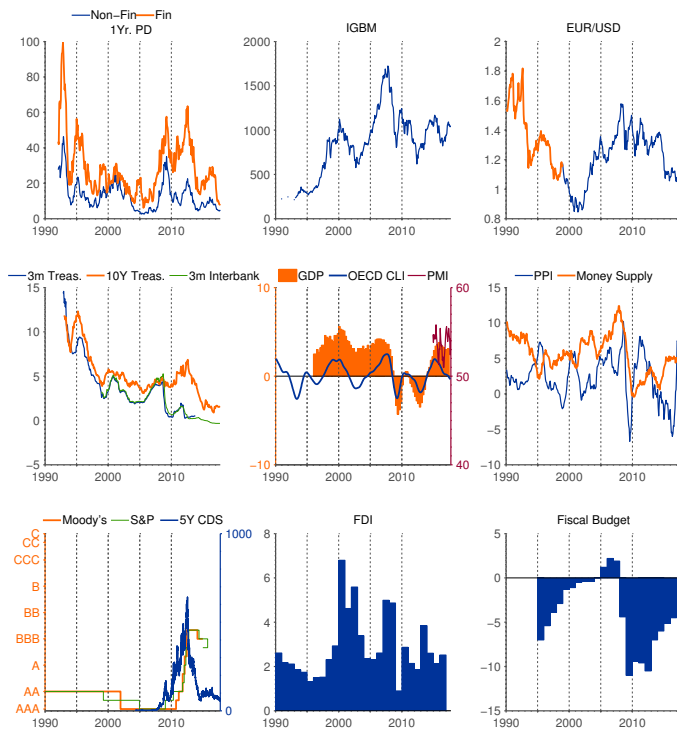 Non−Fin Fin
1Yr. PD
100
80
60
40
20
0
1990 2000 2010
IGBM
2000
1500
1000
500
0
1990 2000 2010
EUR/USD
2
1.8
1.6
1.4
1.2
1
0.8
1990 2000 2010
3m Treas. 10Y Treas. 3m Interbank
15
10
5
0
−5
1990 2000 2010
GDP OECD CLI PMI
10
0
−10
60
50
40
1990 2000 2010
PPI Money Supply
15
10
5
0
−5
−10
1990 2000 2010
Moody's S&P 5Y CDS
C
CC
CCC
B
BB
BBB
A
AA
AAA
1000
0
1990 2000 2010
FDI
8
6
4
2
0
1990 2000 2010
Fiscal Budget
5
0
−5
−10
−15
1990 2000 2010